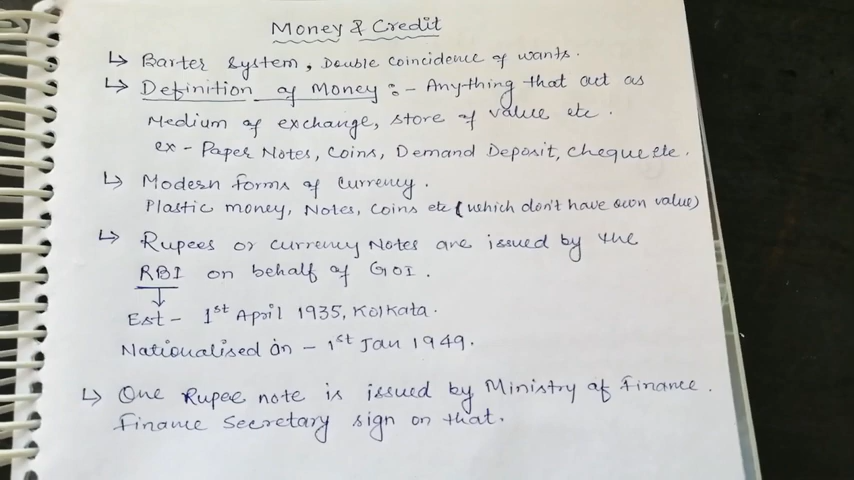 Money & Credit
↳ Barter System, Double coincidence of wants.
↳ Definition of Money :- Anything that act as
Medium of exchange, store of value etc.
ex - Paper Notes, Coins, Demand Deposit, cheque etc.
↳ Modern forms of currency.
Plastic money, Notes, coins etc (which don't have own value)
↳ Rupees or currency Notes are issued by the
RBI on behalf of GOI.
↓
Est - 1st April 1935, Kolkata.
Nationalised on - 1st Jan 1949.
↳ One Rupee note is issued by Ministry of Finance.
Finance Secretary sign on that.